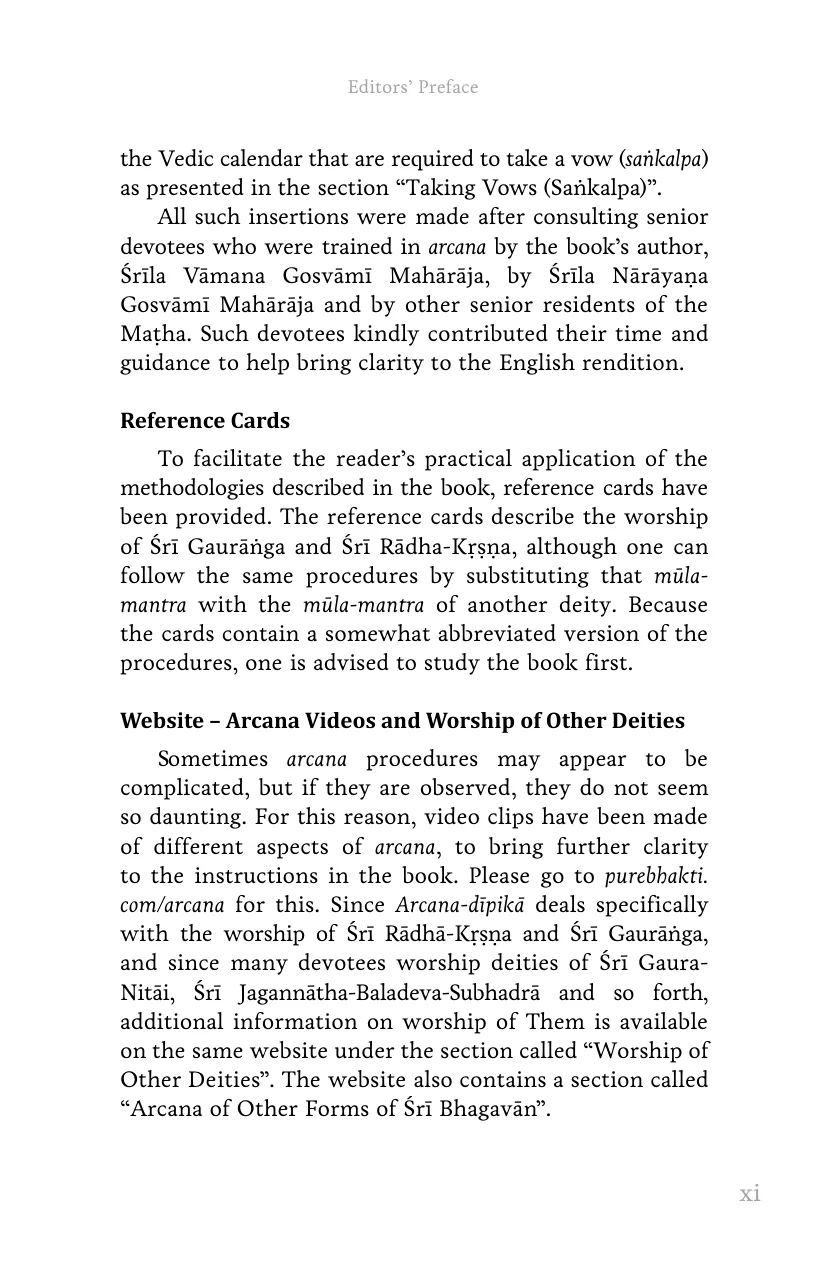 Editors’ Preface
the Vedic calendar that are required to take a vow (saṅkalpa)
as presented in the section “Taking Vows (Saṅkalpa)”.
All such insertions were made after consulting senior
devotees who were trained in arcana by the book’s author,
Śrīla Vāmana Gosvāmī Mahārāja, by Śrīla Nārāyaṇa
Gosvāmī Mahārāja and by other senior residents of the
Maṭha. Such devotees kindly contributed their time and
guidance to help bring clarity to the English rendition.
Reference Cards
To facilitate the reader’s practical application of the
methodologies described in the book, reference cards have
been provided. The reference cards describe the worship
of Śrī Gaurāṅga and Śrī Rādha-Kṛṣṇa, although one can
follow the same procedures by substituting that mūla-
mantra with the mūla-mantra of another deity. Because
the cards contain a somewhat abbreviated version of the
procedures, one is advised to study the book first.
Website – Arcana Videos and Worship of Other Deities
Sometimes arcana procedures may appear to be
complicated, but if they are observed, they do not seem
so daunting. For this reason, video clips have been made
of different aspects of arcana, to bring further clarity
to the instructions in the book. Please go to purebhakti.
com/arcana for this. Since Arcana-dīpikā deals specifically
with the worship of Śrī Rādhā-Kṛṣṇa and Śrī Gaurāṅga,
and since many devotees worship deities of Śrī Gaura-
Nitāi, Śrī Jagannātha-Baladeva-Subhadrā and so forth,
additional information on worship of Them is available
on the same website under the section called “Worship of
Other Deities”. The website also contains a section called
“Arcana of Other Forms of Śrī Bhagavān”.
xi